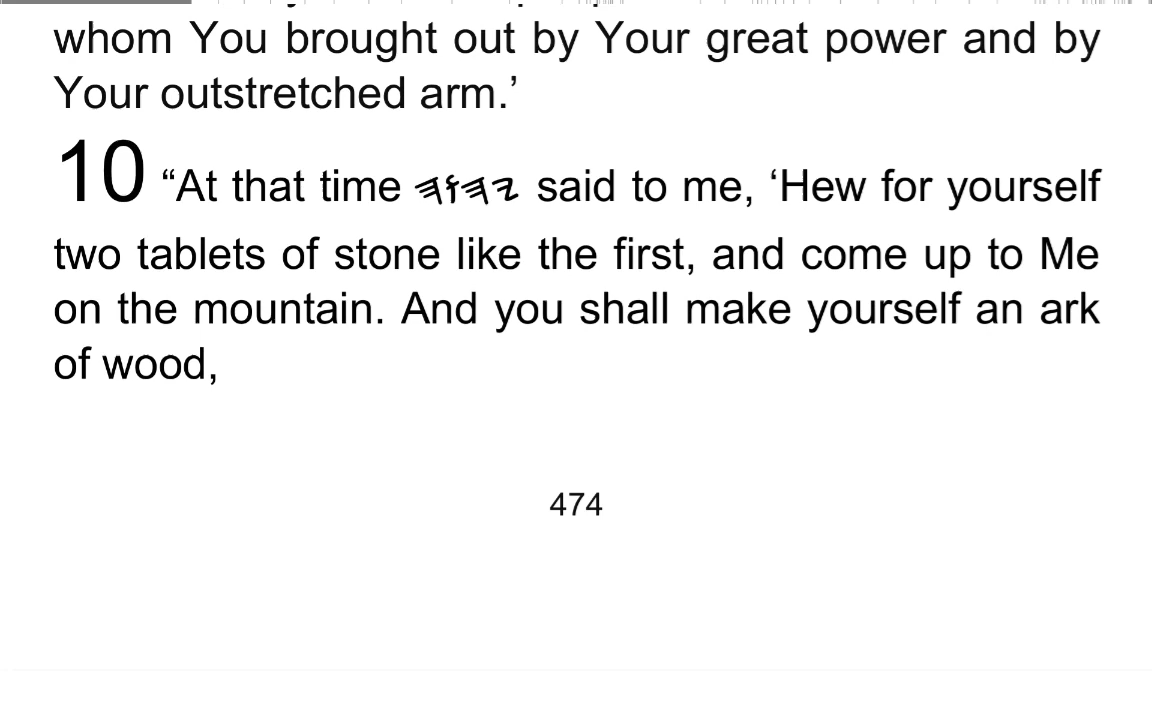 whom You brought out by Your great power and by
Your outstretched arm.’
10 “At that time 𐤉𐤄𐤅𐤄 said to me, ‘Hew for yourself
two tablets of stone like the first, and come up to Me
on the mountain. And you shall make yourself an ark
of wood,
474